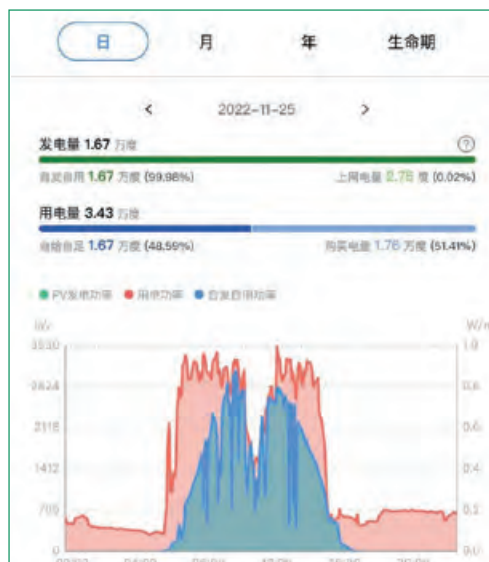 日 月 年 生命期
< 2022-11-25 >
发电量 1.67 万度 ?
自发自用 1.67 万度 (99.98%) 上网电量 2.76 度 (0.02%)
用电量 3.43 万度
自给自足 1.67 万度 (48.59%) 购买电量 1.76 万度 (51.41%)
PV发电功率 用电功率 自发自用功率
kW W/㎡
3530 1.0
2824 0.8
2118 0.6
1412 0.4
706 0.2
0 0.0